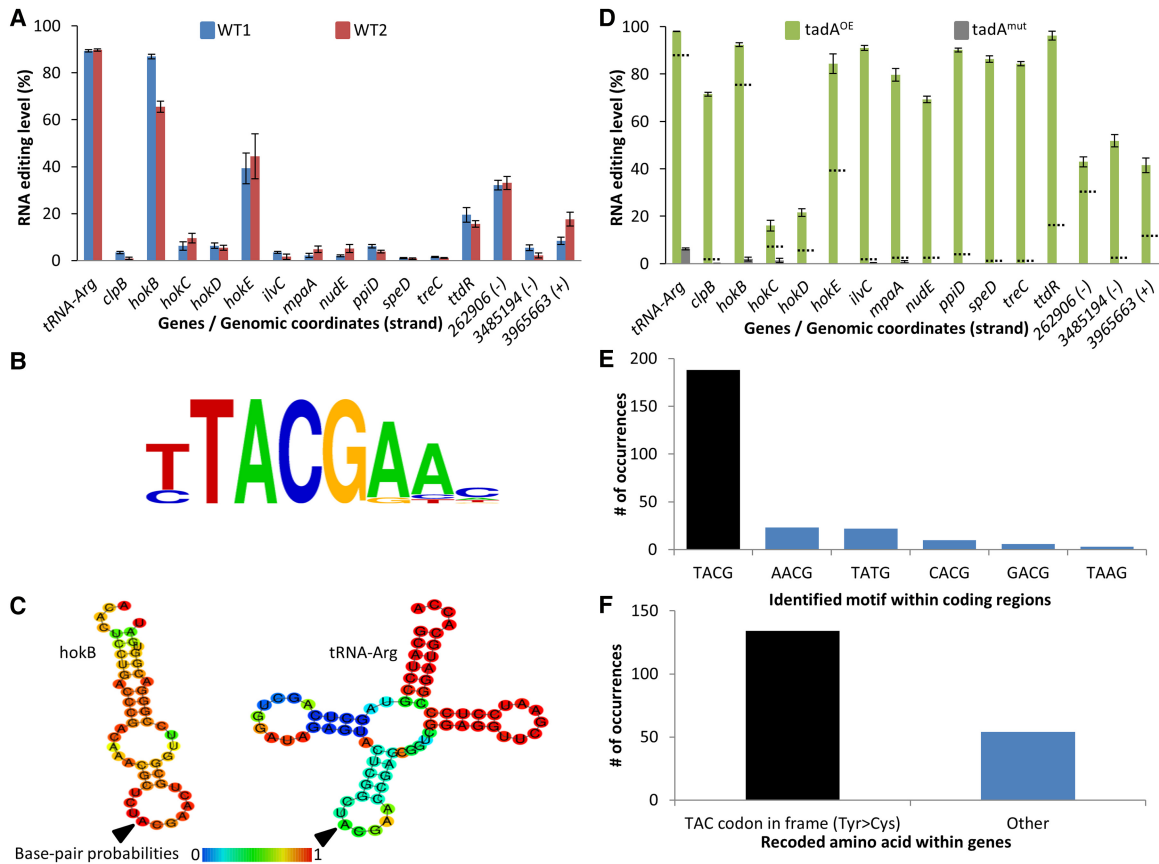 A
WT1
WT2
RNA editing level (%)
100
80
60
40
20
0
tRNA-Arg
clpB
hokB
hokC
hokD
hokE
ilvC
mpaA
nudE
ppiD
speD
treC
ttdR
262906 (-)
3485194 (-)
3965663 (+)
Genes / Genomic coordinates (strand)
D
tadAOE
tadAmut
RNA editing level (%)
100
80
60
40
20
0
tRNA-Arg
clpB
hokB
hokC
hokD
hokE
ilvC
mpaA
nudE
ppiD
speD
treC
ttdR
262906 (-)
3485194 (-)
3965663 (+)
Genes / Genomic coordinates (strand)
B
TTACGAAC
C
hokB
tRNA-Arg
Base-pair probabilities
0
1
E
# of occurrences
200
150
100
50
0
TACG
AACG
TATG
CACG
GACG
TAAG
Identified motif within coding regions
F
# of occurrences
150
100
50
0
TAC codon in frame (Tyr>Cys)
Other
Recoded amino acid within genes